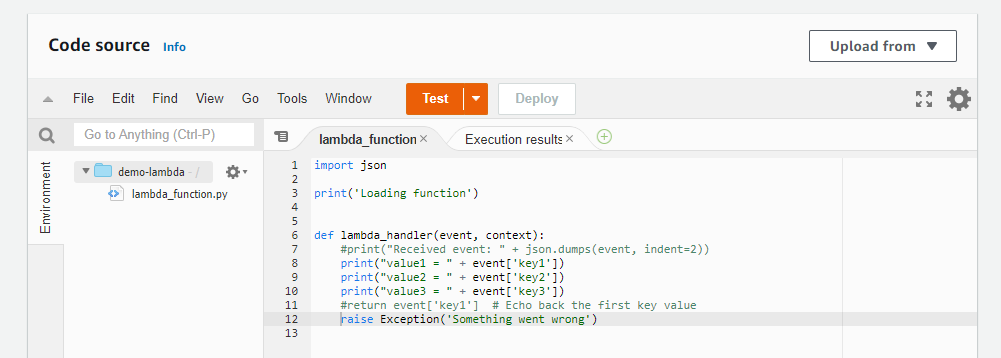 Code source Info
Upload from
File Edit Find View Go Tools Window Test Deploy
Go to Anything (Ctrl-P)
Environment
demo-lambda - /
lambda_function.py
lambda_function Execution results
1 import json
2
3 print('Loading function')
4
5
6 def lambda_handler(event, context):
7 #print("Received event: " + json.dumps(event, indent=2))
8 print("value1 = " + event['key1'])
9 print("value2 = " + event['key2'])
10 print("value3 = " + event['key3'])
11 #return event['key1']  # Echo back the first key value
12 raise Exception('Something went wrong')
13